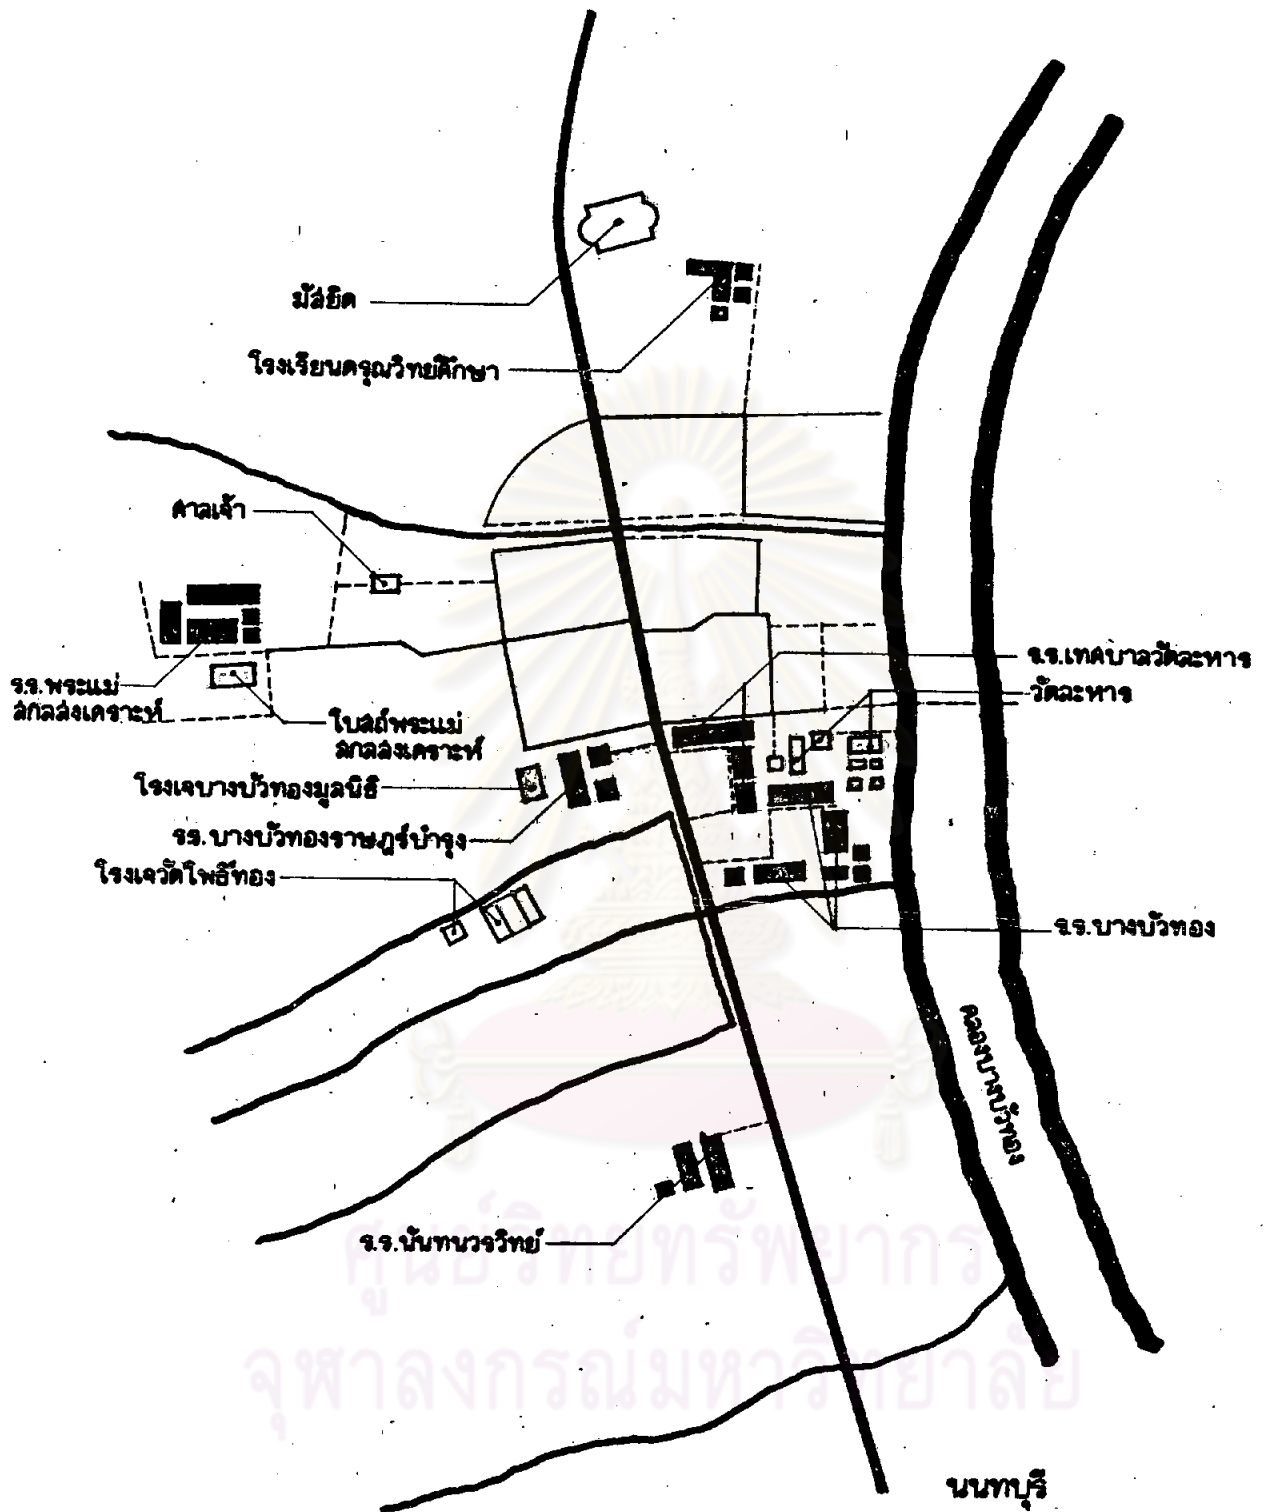 มัสยิด
โรงเรียนดรุณวิทย์ศึกษา
ศาลเจ้า
ร.ร.เทศบาลวัดละหาร
ร.ร.พระแม่
สกลสงเคราะห์
วัดละหาร
โบสถ์พระแม่
สกลสงเคราะห์
โรงเจบางบัวทองมูลนิธิ
รร.บางบัวทองราษฎร์บำรุง
โรงเจวัดโพธิ์ทอง
ร.ร.บางบัวทอง
คลองบางบัวทอง
ร.ร.นันทนวรวิทย์
ศูนย์วิทยทรัพยากร
จุฬาลงกรณ์มหาวิทยาลัย
นนทบุรี